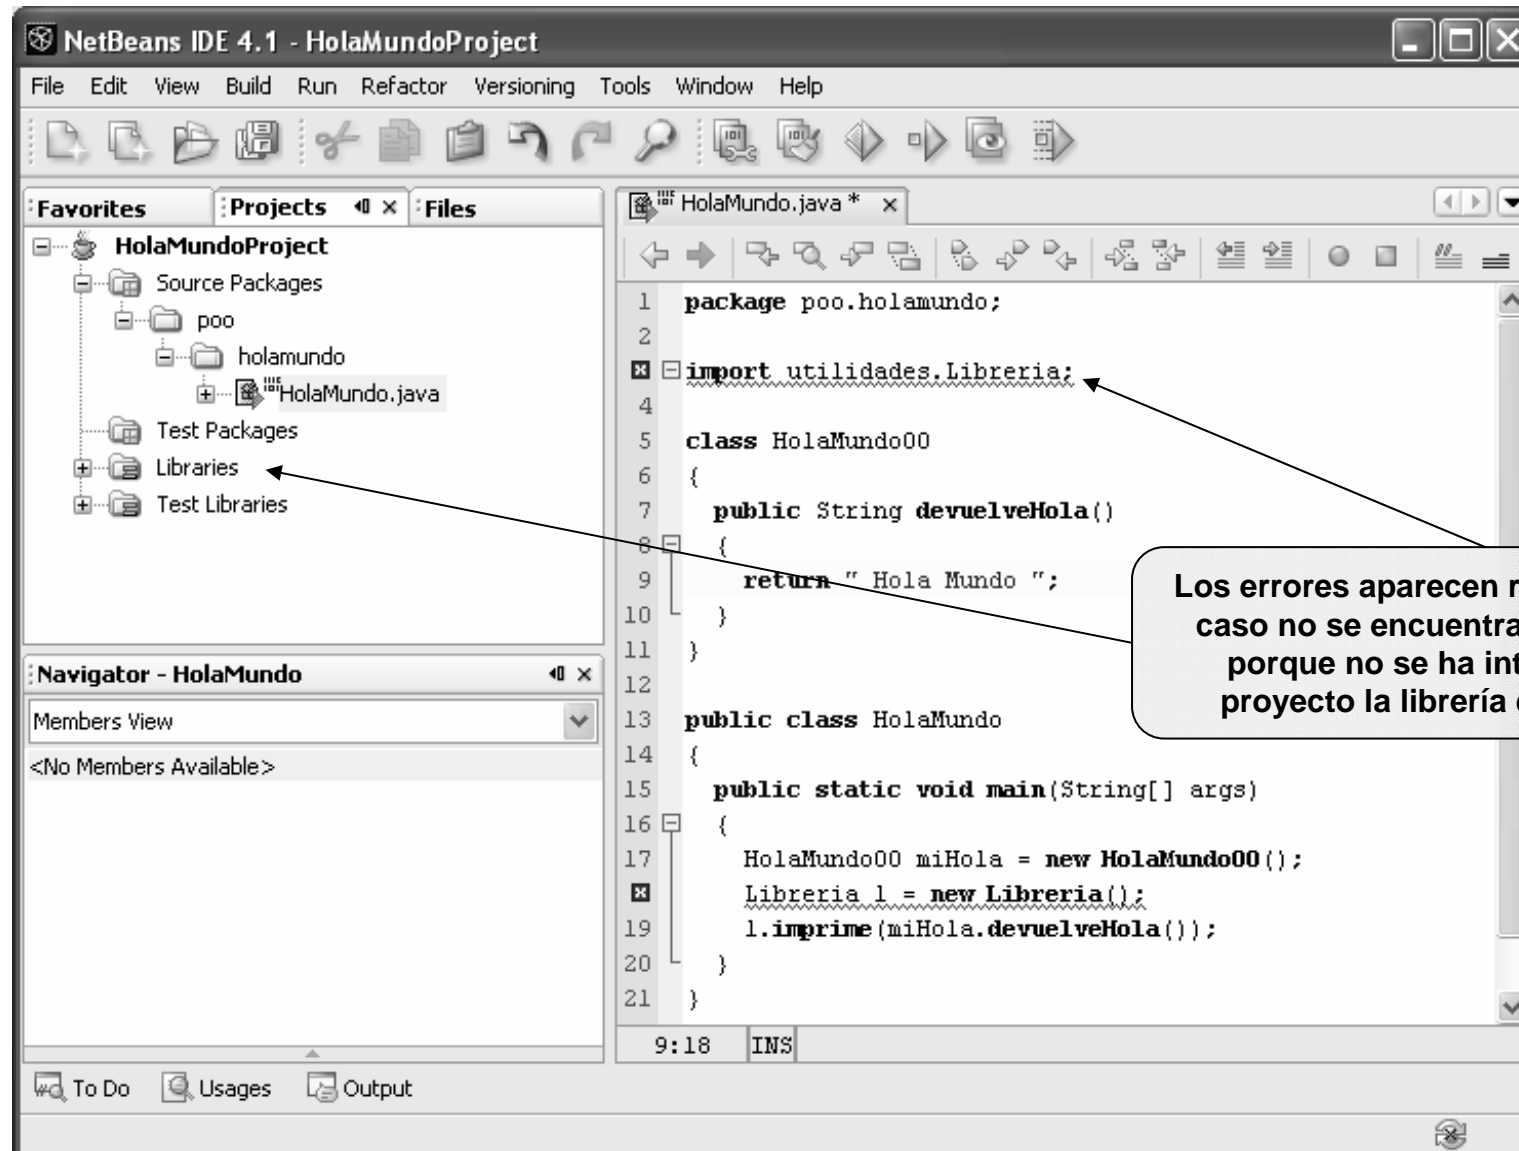 NetBeans IDE 4.1 - HolaMundoProject
File Edit View Build Run Refactor Versioning Tools Window Help
Favorites Projects Files
HolaMundoProject
Source Packages
poo
holamundo
HolaMundo.java
Test Packages
Libraries
Test Libraries
Navigator - HolaMundo
Members View
<No Members Available>
HolaMundo.java *
1 package poo.holamundo;
2
import utilidades.Libreria;
4
5 class HolaMundoOO
6 {
7 public String devuelveHola()
8 {
9 return " Hola Mundo ";
10 }
11 }
12
13 public class HolaMundo
14 {
15 public static void main(String[] args)
16 {
17 HolaMundoOO miHola = new HolaMundoOO();
Libreria l = new Libreria();
19 l.imprime(miHola.devuelveHola());
20 }
21 }
Los errores aparecen
caso no se encuentra
porque no se ha int
proyecto la librería
9:18 INS
To Do Usages Output